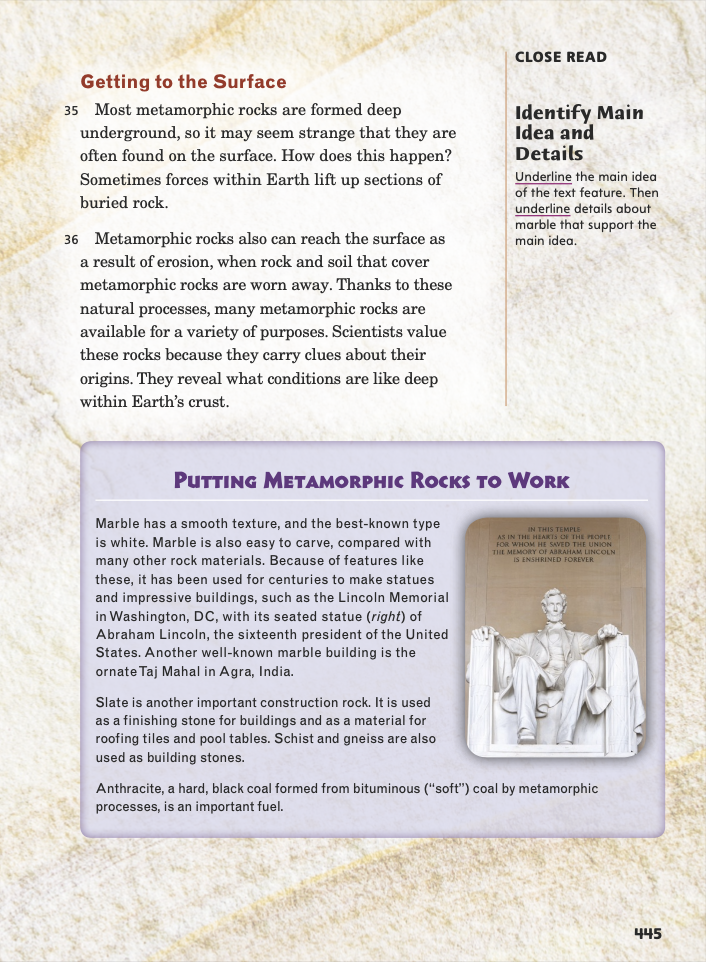 Getting to the Surface
35 Most metamorphic rocks are formed deep
underground, so it may seem strange that they are
often found on the surface. How does this happen?
Sometimes forces within Earth lift up sections of
buried rock.
36 Metamorphic rocks also can reach the surface as
a result of erosion, when rock and soil that cover
metamorphic rocks are worn away. Thanks to these
natural processes, many metamorphic rocks are
available for a variety of purposes. Scientists value
these rocks because they carry clues about their
origins. They reveal what conditions are like deep
within Earth's crust.
CLOSE READ
Identify Main
Idea and
Details
Underline the main idea
of the text feature. Then
underline details about
marble that support the
main idea.
Putting Metamorphic Rocks to Work
Marble has a smooth texture, and the best-known type
is white. Marble is also easy to carve, compared with
many other rock materials. Because of features like
these, it has been used for centuries to make statues
and impressive buildings, such as the Lincoln Memorial
in Washington, DC, with its seated statue (right) of
Abraham Lincoln, the sixteenth president of the United
States. Another well-known marble building is the
ornate Taj Mahal in Agra, India.
Slate is another important construction rock. It is used
as a finishing stone for buildings and as a material for
roofing tiles and pool tables. Schist and gneiss are also
used as building stones.
Anthracite, a hard, black coal formed from bituminous ("soft") coal by metamorphic
processes, is an important fuel.
IN THIS TEMPLE
AS IN THE HEARTS OF THE PEOPLE
FOR WHOM HE SAVED THE UNION
THE MEMORY OF ABRAHAM LINCOLN
IS ENSHRINED FOREVER
445